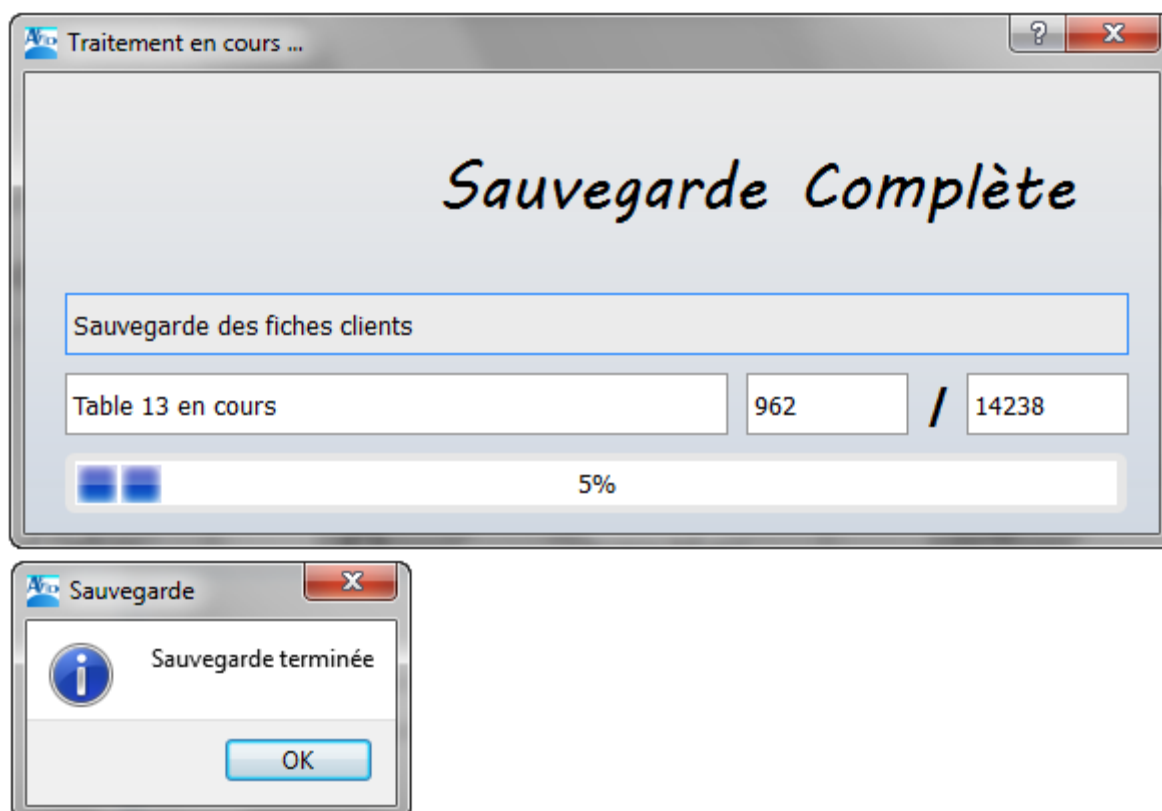 Traitement en cours ...
Sauvegarde Complète
Sauvegarde des fiches clients
Table 13 en cours 962 / 14238
5%
Sauvegarde
Sauvegarde terminée
OK